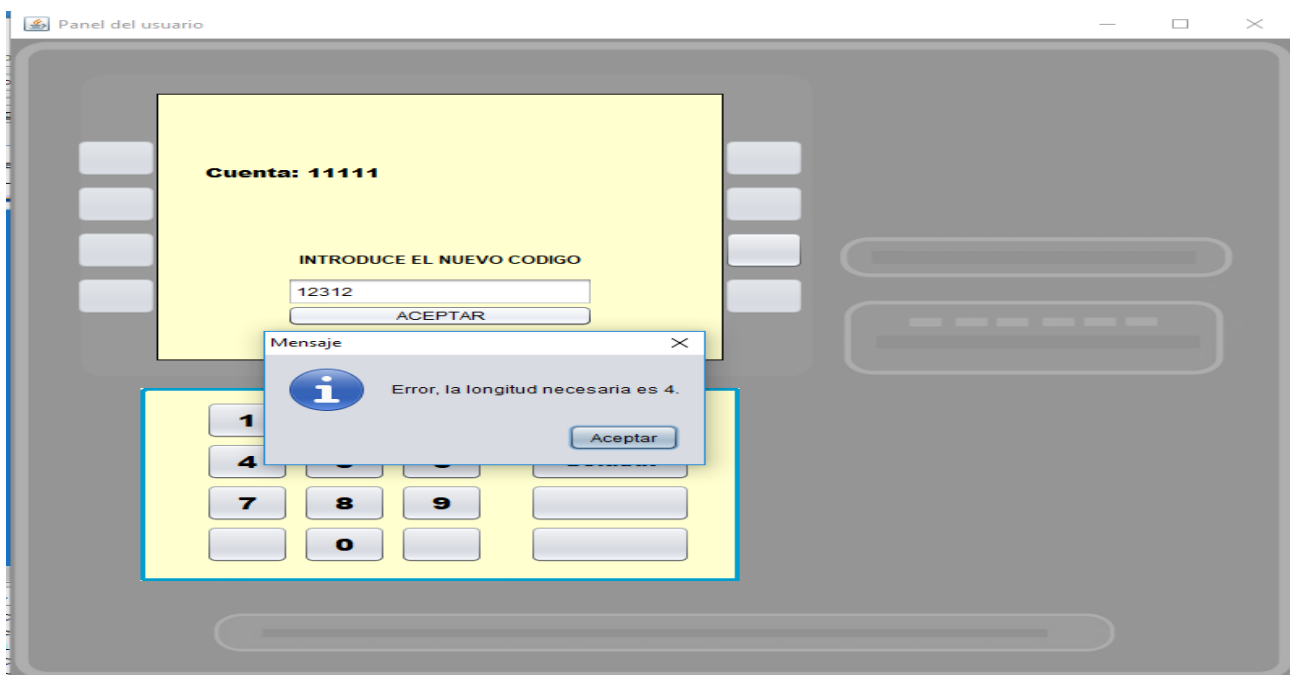 Panel del usuario
Cuenta: 11111
INTRODUCE EL NUEVO CODIGO
12312
ACEPTAR
Mensaje
Error, la longitud necesaria es 4.
Aceptar
1
4
7 8 9
0